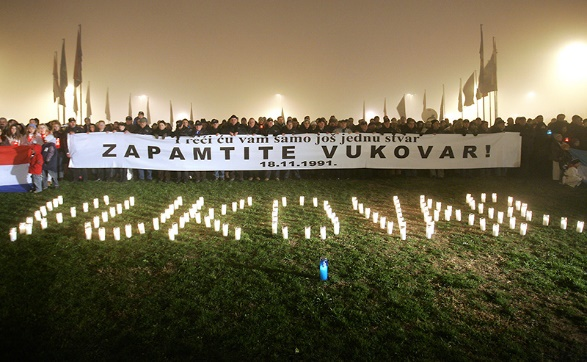 I reći ću vam samo još jednu stvar
ZAPAMTITE VUKOVAR!
18.11.1991.